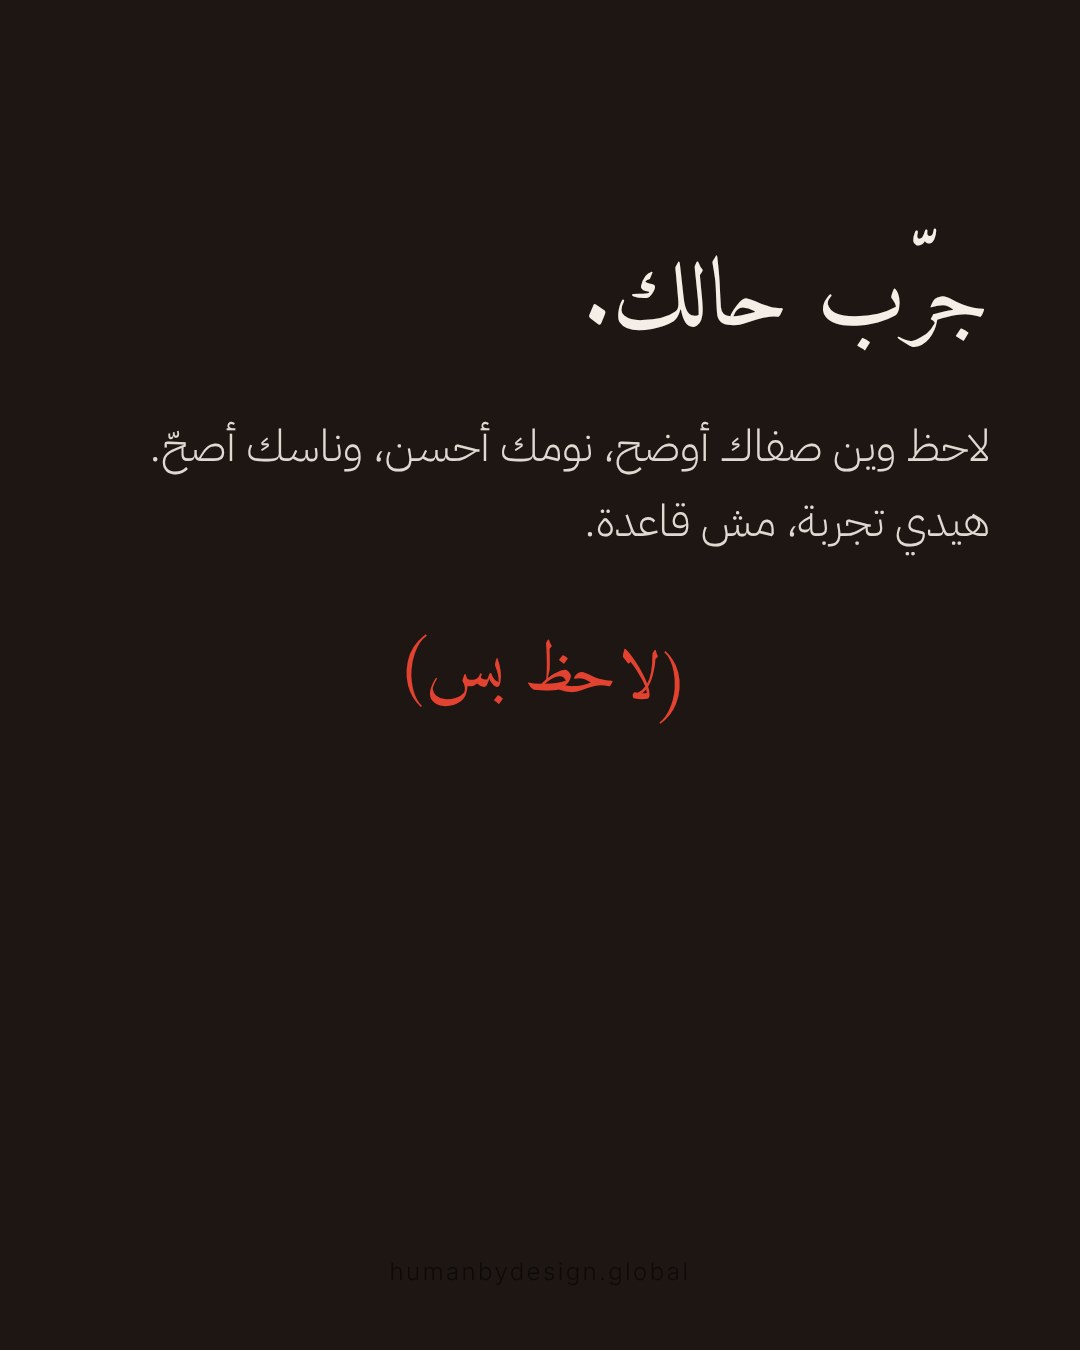 جرّب حالك.
لاحظ وين صفاك أوضح، نومك أحسن، وناسك أصحّ.
هيدي تجربة، مش قاعدة.
(لاحظ بس)
humanbydesign.global